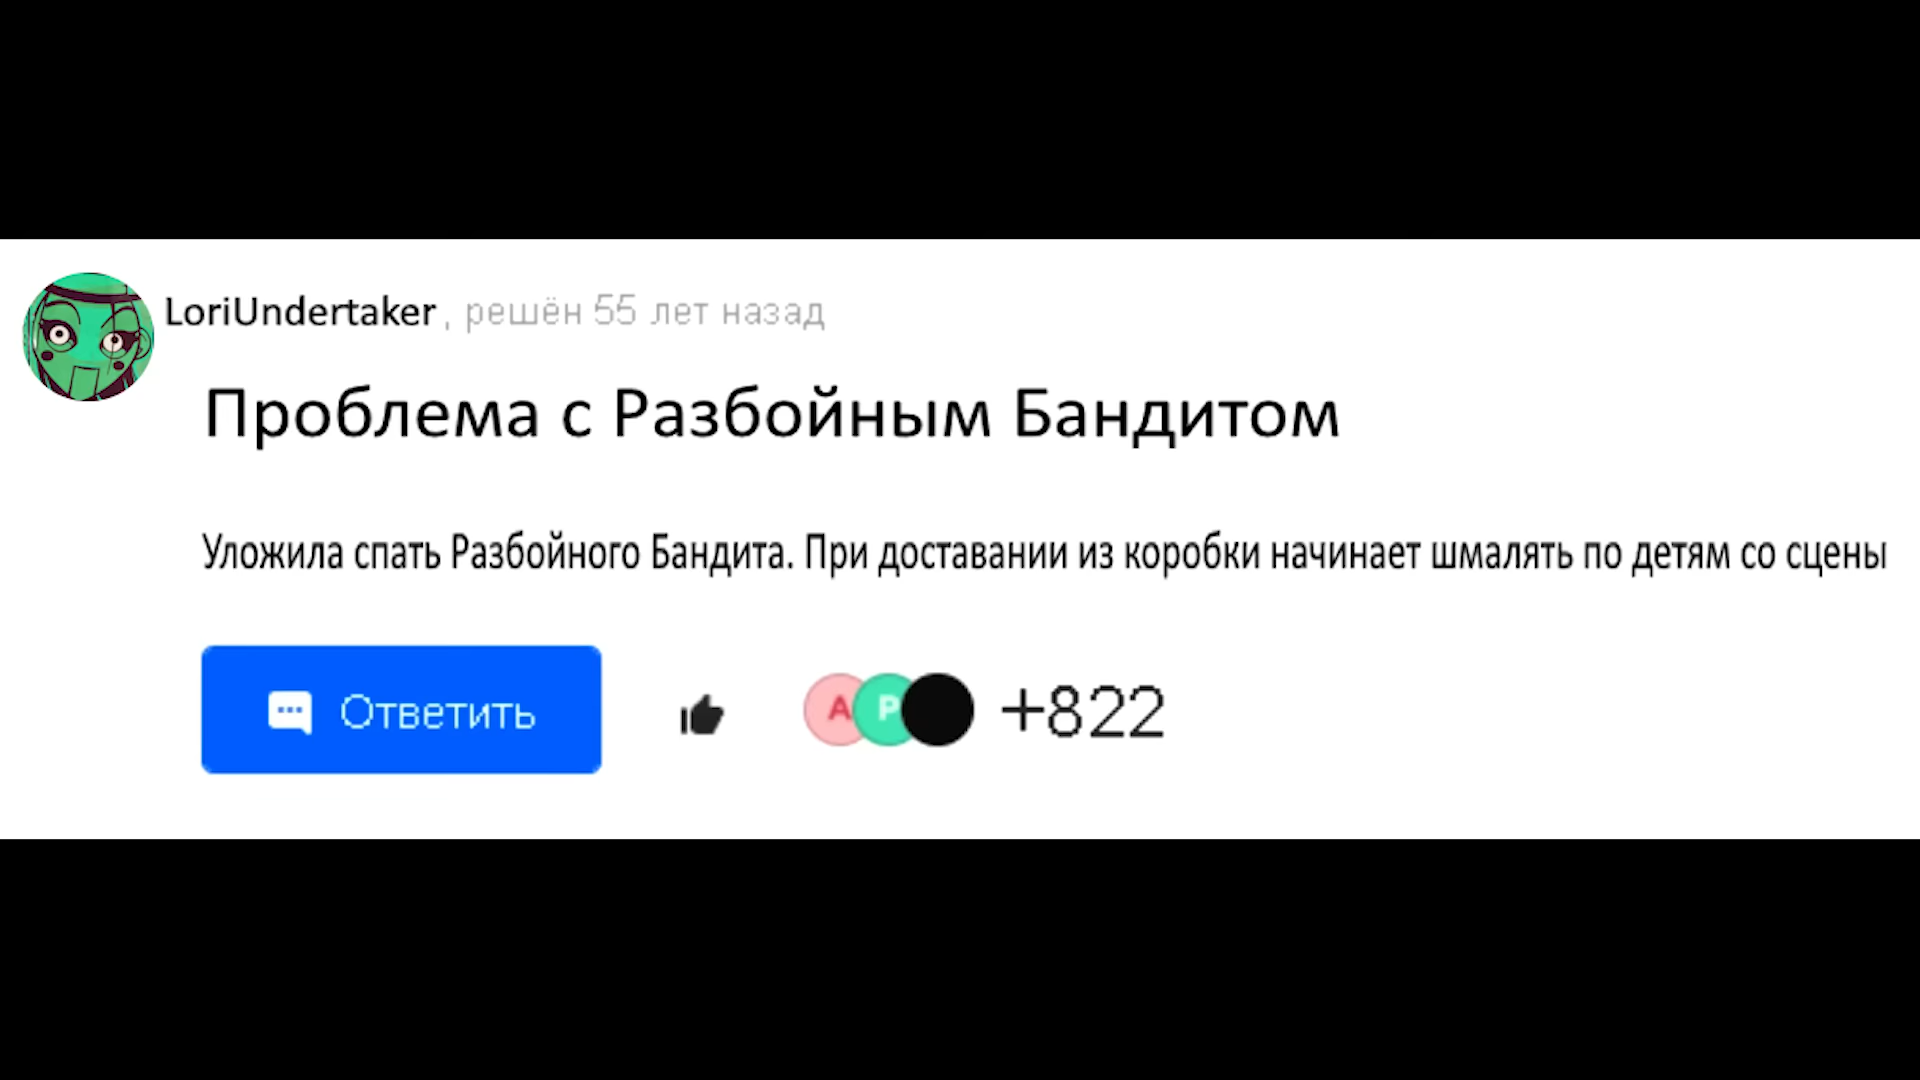 LoriUndertaker, решён 55 лет назад
Проблема с Разбойным Бандитом
Уложила спать Разбойного Бандита. При доставании из коробки начинает шмалять по детям со сцены
Ответить
A P +822